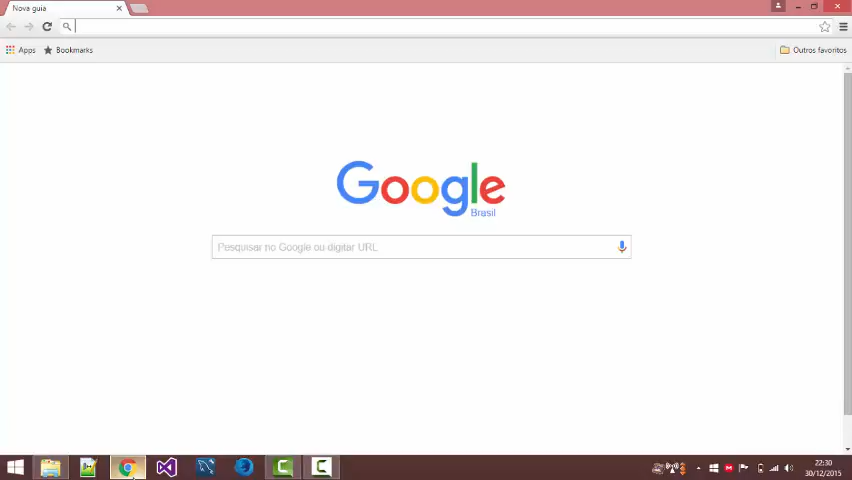 Nova guia
Apps
Bookmarks
Outros favoritos
Google
Brasil
Pesquisar no Google ou digitar URL
22:30
30/12/2015